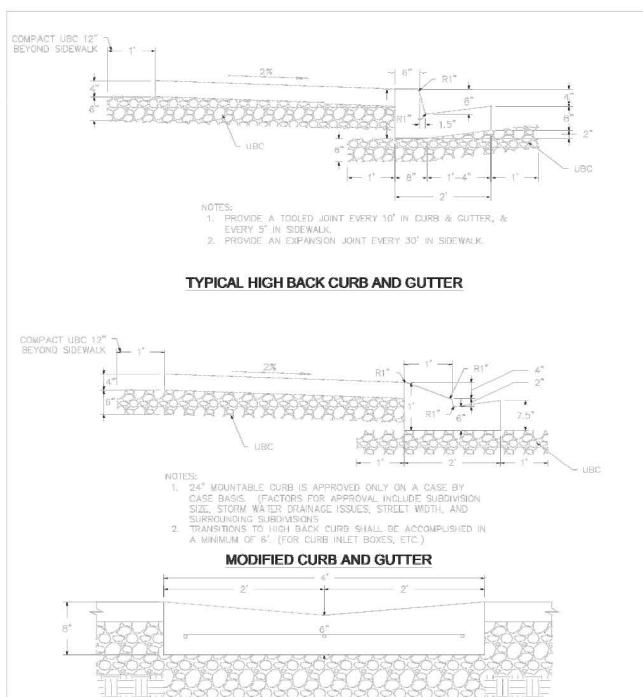 COMPACT UBC 12"
BEYOND SIDEWALK
1'
2%
4"
6"
6"
R1"
6"
4"
8"
2"
R1"
1.5"
UBC
6"
UBC
1'
8"
1'-4"
1'
2'
NOTES:
1. PROVIDE A TOOLED JOINT EVERY 10' IN CURB & GUTTER, &
EVERY 5' IN SIDEWALK.
2. PROVIDE AN EXPANSION JOINT EVERY 30' IN SIDEWALK.
TYPICAL HIGH BACK CURB AND GUTTER
COMPACT UBC 12"
BEYOND SIDEWALK
1'
2%
4"
6"
R1"
1'
R1"
4"
2"
1'
R1"
6"
7.5"
UBC
UBC
1'
2'
1'
NOTES:
1. 24" MOUNTABLE CURB IS APPROVED ONLY ON A CASE BY
CASE BASIS. (FACTORS FOR APPROVAL INCLUDE SUBDIVISION
SIZE, STORM WATER DRAINAGE ISSUES, STREET WIDTH, AND
SURROUNDING SUBDIVISIONS
2. TRANSITIONS TO HIGH BACK CURB SHALL BE ACCOMPLISHED IN
A MINIMUM OF 6'. (FOR CURB INLET BOXES, ETC.)
MODIFIED CURB AND GUTTER
4'
2'
2'
8"
6"